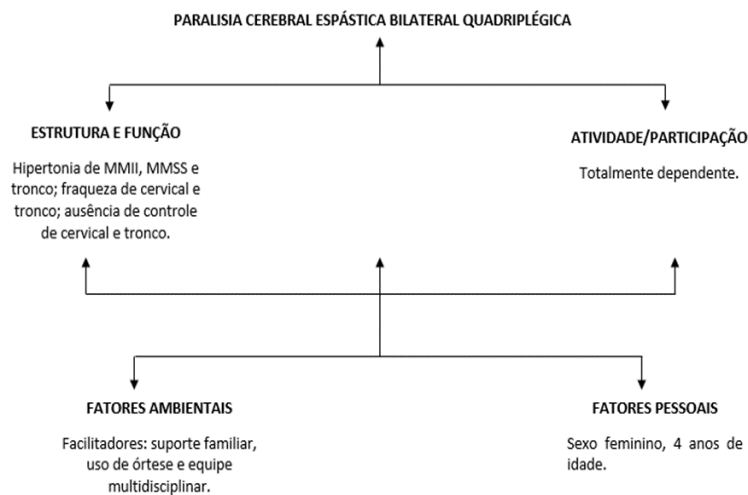 PARALISIA CEREBRAL ESPÁSTICA BILATERAL QUADRIPLÉGICA
ESTRUTURA E FUNÇÃO
Hipertonia de MMII, MMSS e
tronco; fraqueza de cervical e
tronco; ausência de controle
de cervical e tronco.
ATIVIDADE/PARTICIPAÇÃO
Totalmente dependente.
FATORES AMBIENTAIS
Facilitadores: suporte familiar,
uso de órtese e equipe
multidisciplinar.
FATORES PESSOAIS
Sexo feminino, 4 anos de
idade.